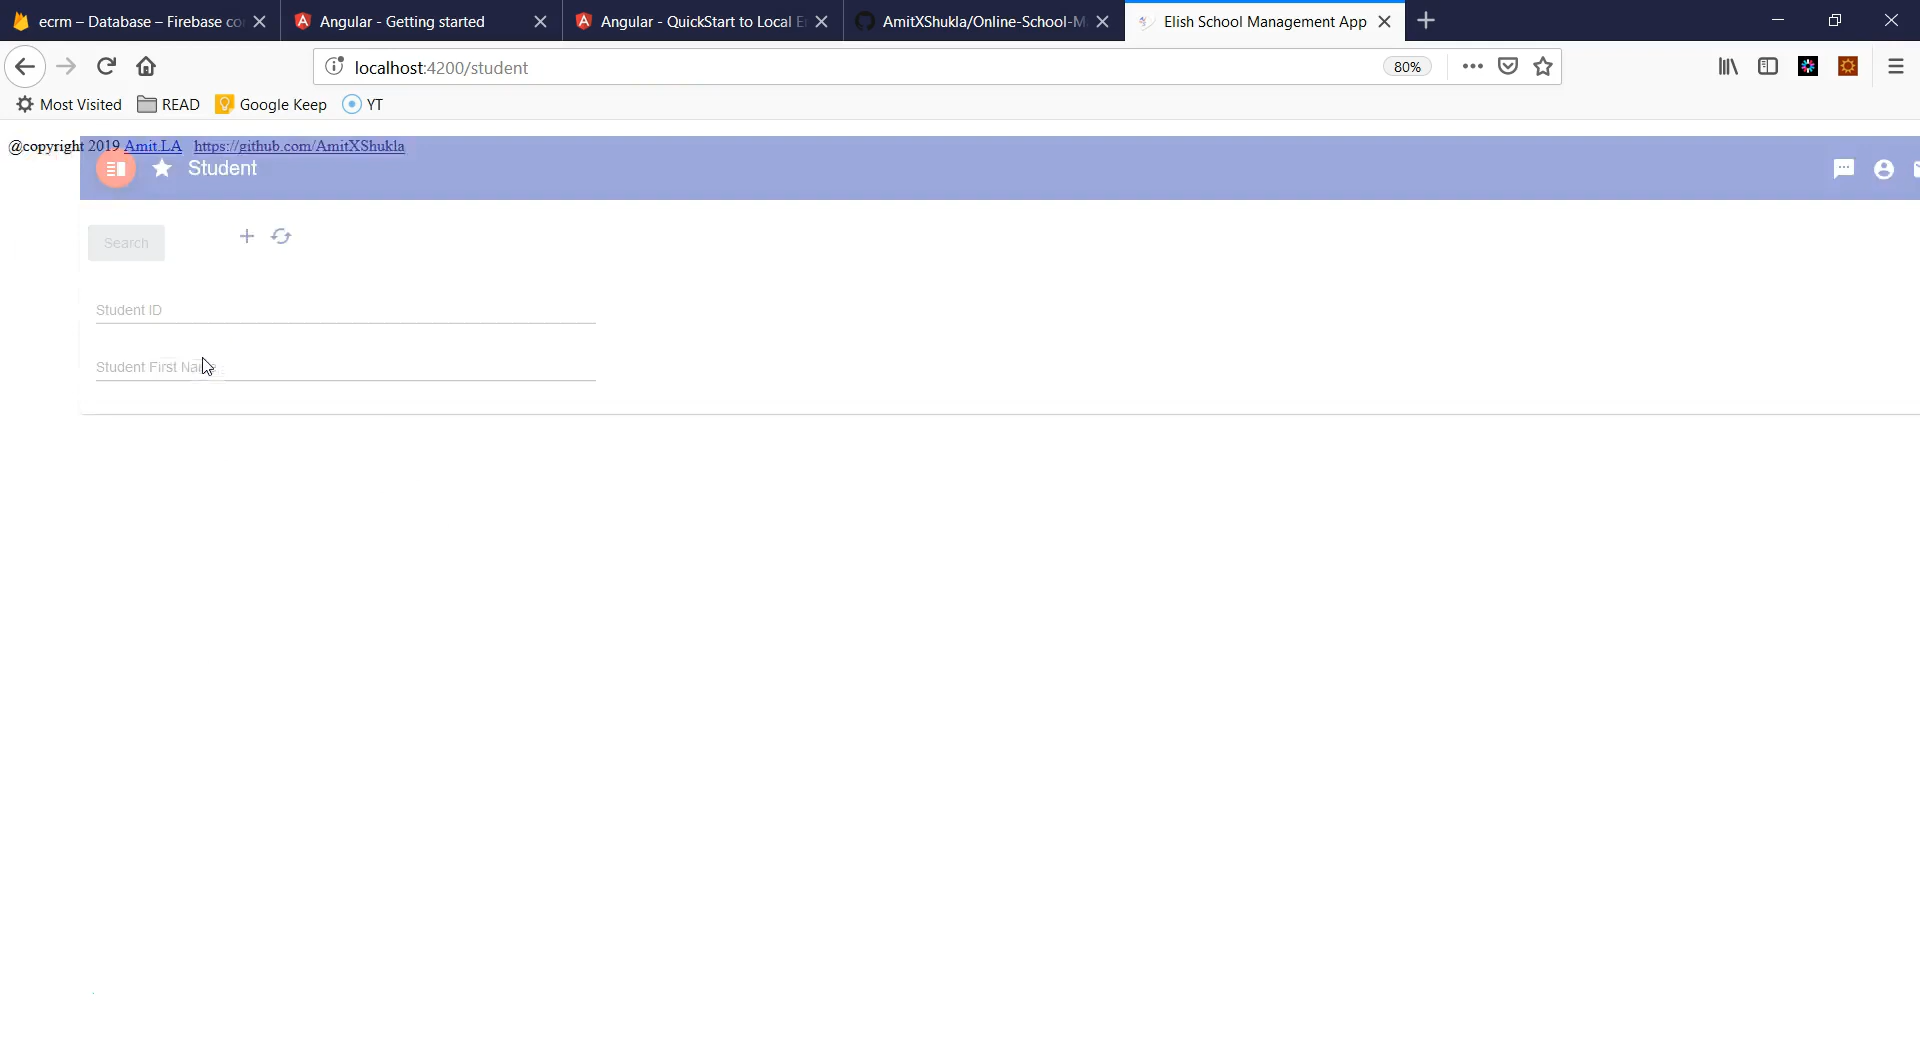 ecrm – Database – Firebase co
Angular - Getting started
Angular - QuickStart to Local E
AmitXShukla/Online-School-M
Elish School Management App
localhost:4200/student
80%
Most Visited
READ
Google Keep
YT
@copyright 2019 Amit.LA https://github.com/AmitXShukla
Student
Search
Student ID
Student First Name